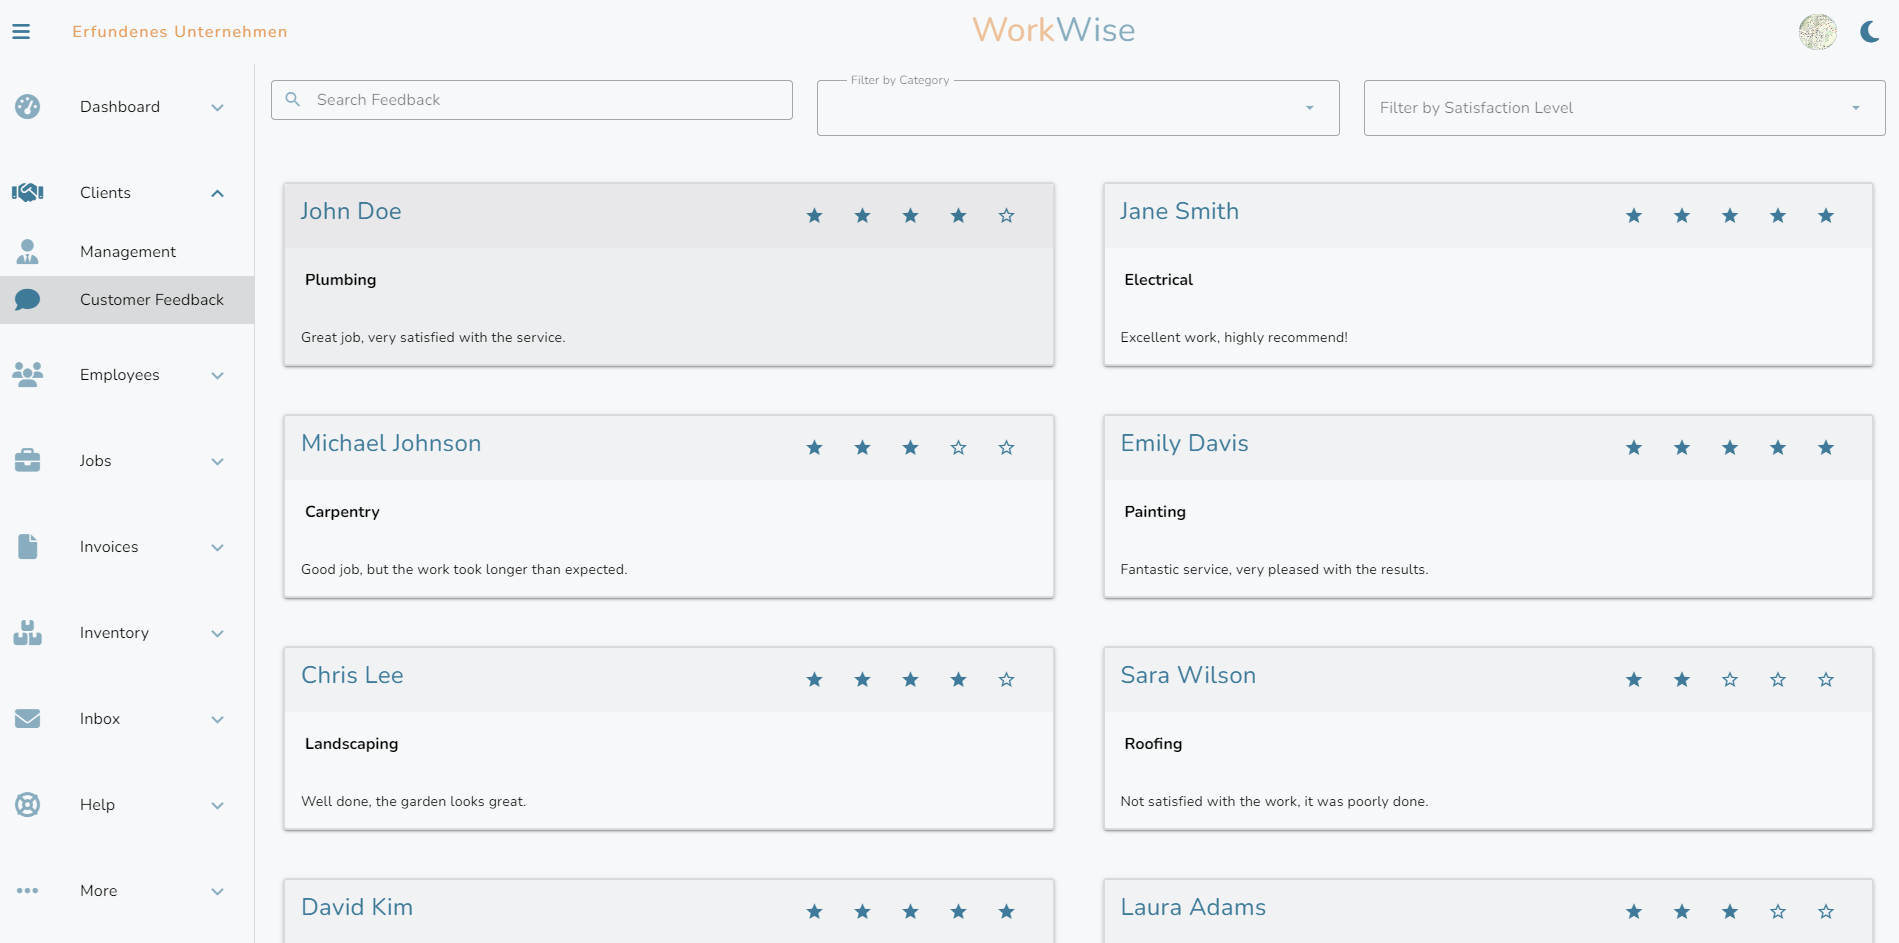 Erfundenes Unternehmen
WorkWise
Dashboard
Clients
Management
Customer Feedback
Employees
Jobs
Invoices
Inventory
Inbox
Help
More
Search Feedback
Filter by Category
Filter by Satisfaction Level
John Doe
Plumbing
Great job, very satisfied with the service.
Jane Smith
Electrical
Excellent work, highly recommend!
Michael Johnson
Carpentry
Good job, but the work took longer than expected.
Emily Davis
Painting
Fantastic service, very pleased with the results.
Chris Lee
Landscaping
Well done, the garden looks great.
Sara Wilson
Roofing
Not satisfied with the work, it was poorly done.
David Kim
Laura Adams